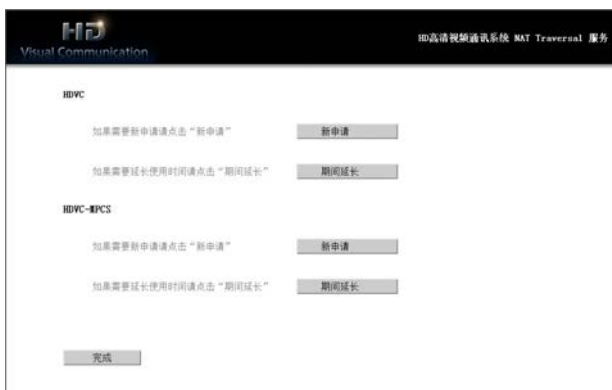 HD
Visual Communication
HD高清视频通讯系统 NAT Traversal 服务
HDVC
如果需要新申请请点击“新申请” 新申请
如果需要延长使用时间请点击“期间延长” 期间延长
HDVC-MPCS
如果需要新申请请点击“新申请” 新申请
如果需要延长使用时间请点击“期间延长” 期间延长
完成